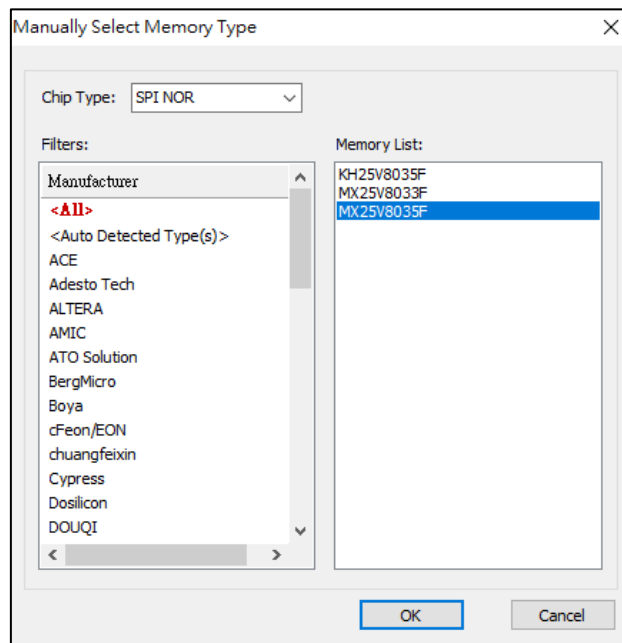 Manually Select Memory Type
Chip Type: SPI NOR
Filters:
Manufacturer
<All>
<Auto Detected Type(s)>
ACE
Adesto Tech
ALTERA
AMIC
ATO Solution
BergMicro
Boya
cFeon/EON
chuangfeixin
Cypress
Dosilicon
DOUQI
Memory List:
KH25V8035F
MX25V8033F
MX25V8035F
OK
Cancel